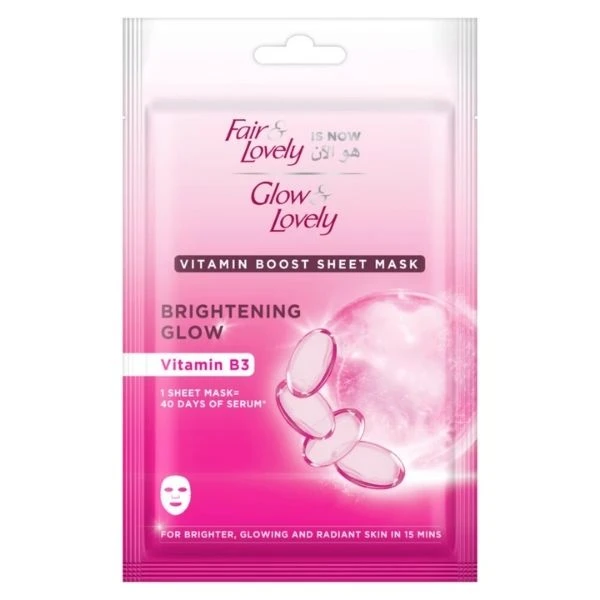 Fair & IS NOW
Lovely هو الآن
Glow &
Lovely
VITAMIN BOOST SHEET MASK
BRIGHTENING
GLOW
Vitamin B3
1 SHEET MASK=
40 DAYS OF SERUM*
FOR BRIGHTER, GLOWING AND RADIANT SKIN IN 15 MINS